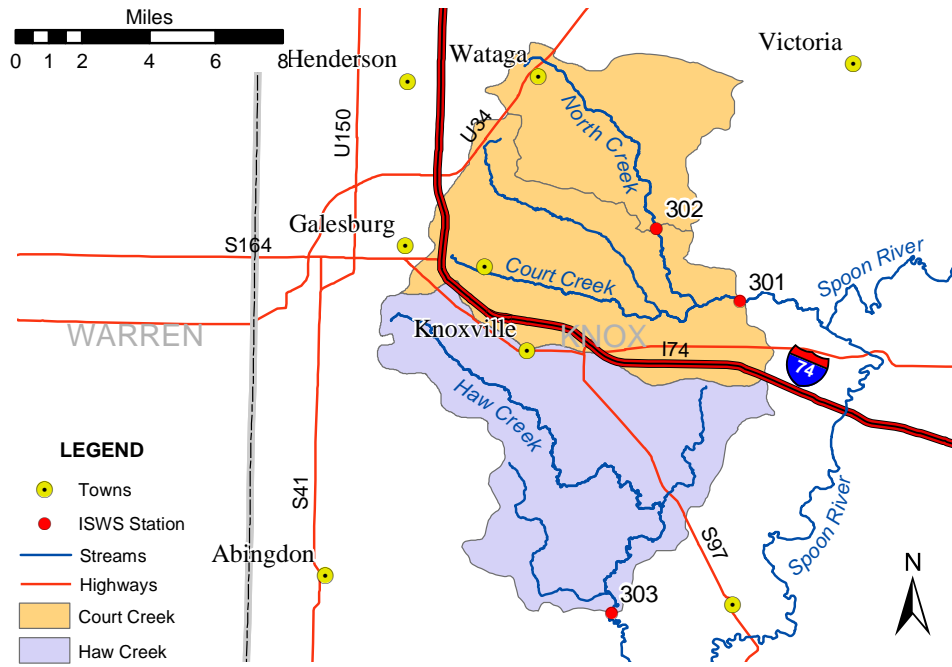 Miles
0 1 2 4 6 8
Henderson
Wataga
Victoria
U150
U34
North Creek
302
Galesburg
S164
Court Creek
301
Spoon River
WARREN
Knoxville
KNOX
I74
74
Haw Creek
LEGEND
Towns
ISWS Station
Streams
Highways
Court Creek
Haw Creek
S41
Abingdon
S97
Spoon River
303
N